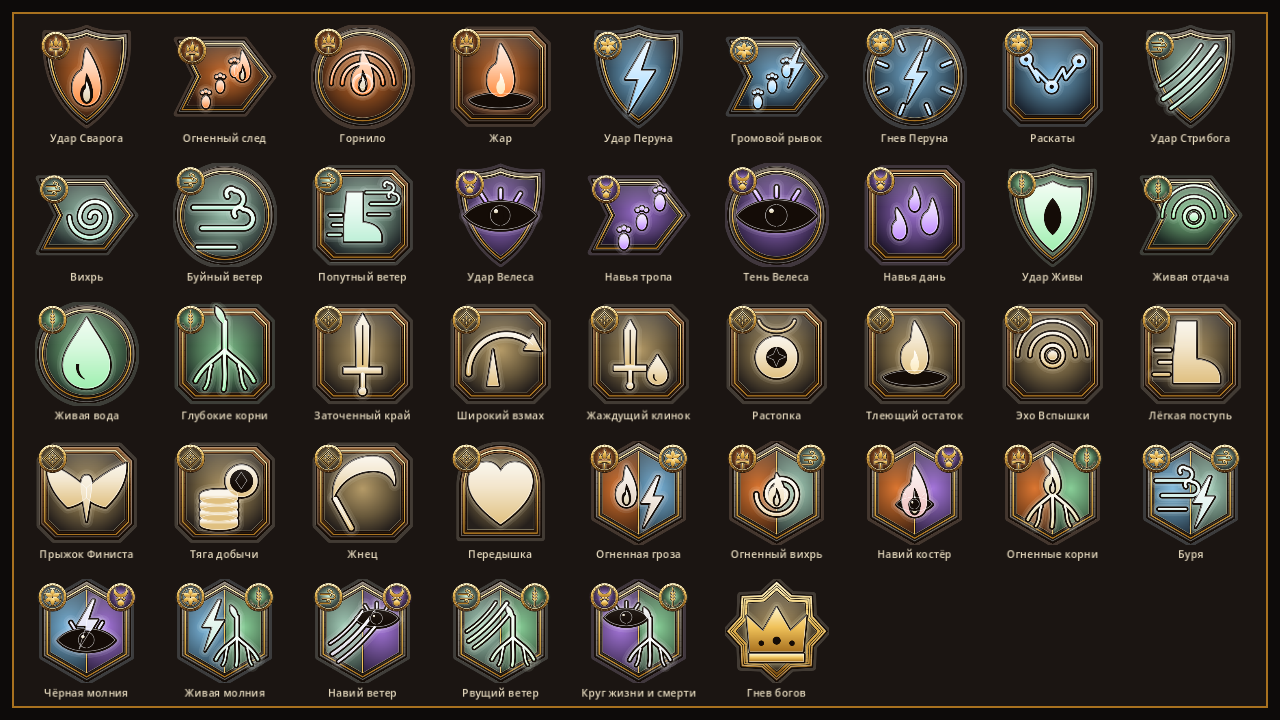 Удар Сварога
Огненный след
Горнило
Жар
Удар Перуна
Громовой рывок
Гнев Перуна
Раскаты
Удар Стрибога
Вихрь
Буйный ветер
Попутный ветер
Удар Велеса
Навья тропа
Тень Велеса
Навья дань
Удар Живы
Живая отдача
Живая вода
Глубокие корни
Заточенный край
Широкий взмах
Жаждущий клинок
Растопка
Тлеющий остаток
Эхо Вспышки
Лёгкая поступь
Прыжок Финиста
Тяга добычи
Жнец
Передышка
Огненная гроза
Огненный вихрь
Навий костёр
Огненные корни
Буря
Чёрная молния
Живая молния
Навий ветер
Рвущий ветер
Круг жизни и смерти
Гнев богов